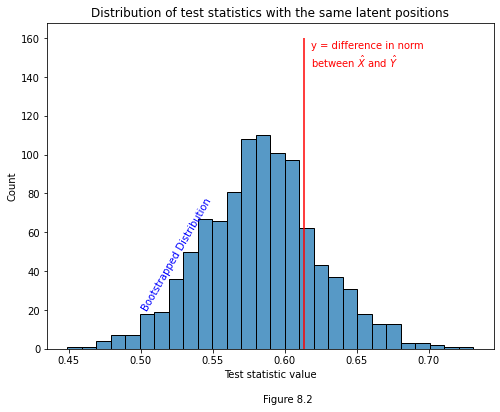 Distribution of test statistics with the same latent positions
160
140
120
100
80
60
40
20
0
Count
y = difference in norm
between X̂ and Ŷ
Bootstrapped Distribution
0.45 0.50 0.55 0.60 0.65 0.70
Test statistic value
Figure 8.2